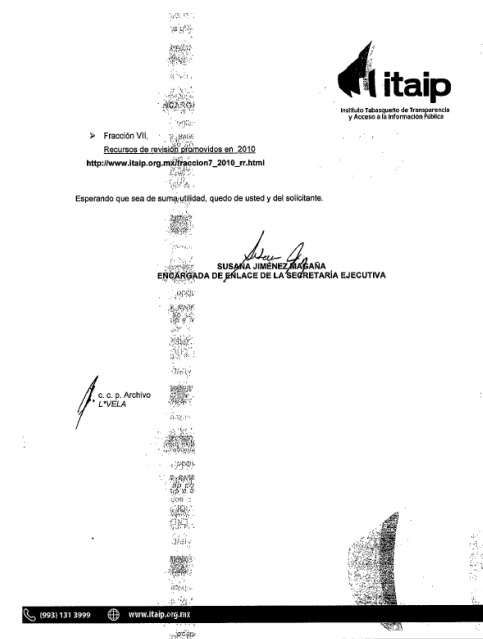 itaip
Instituto Tabasqueño de Transparencia
y Acceso a la Información Pública
➤ Fracción VII,
Recursos de revisión promovidos en 2010
http://www.itaip.org.mx/fraccion7_2010_rr.html
Esperando que sea de suma utilidad, quedo de usted y del solicitante.
SUSANA JIMÉNEZ MAGAÑA
ENCARGADA DE ENLACE DE LA SECRETARÍA EJECUTIVA
c. c. p. Archivo
L*VELA
(993) 131 3999 www.itaip.org.mx